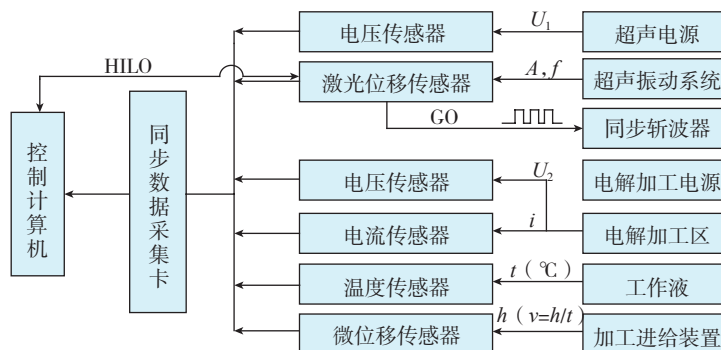 电压传感器
U1
超声电源
HILO
激光位移传感器
A,f
超声振动系统
GO
同步斩波器
控制计算机
同步数据采集卡
电压传感器
U2
电解加工电源
电流传感器
i
电解加工区
温度传感器
t（℃）
工作液
微位移传感器
h（v=h/t）
加工进给装置